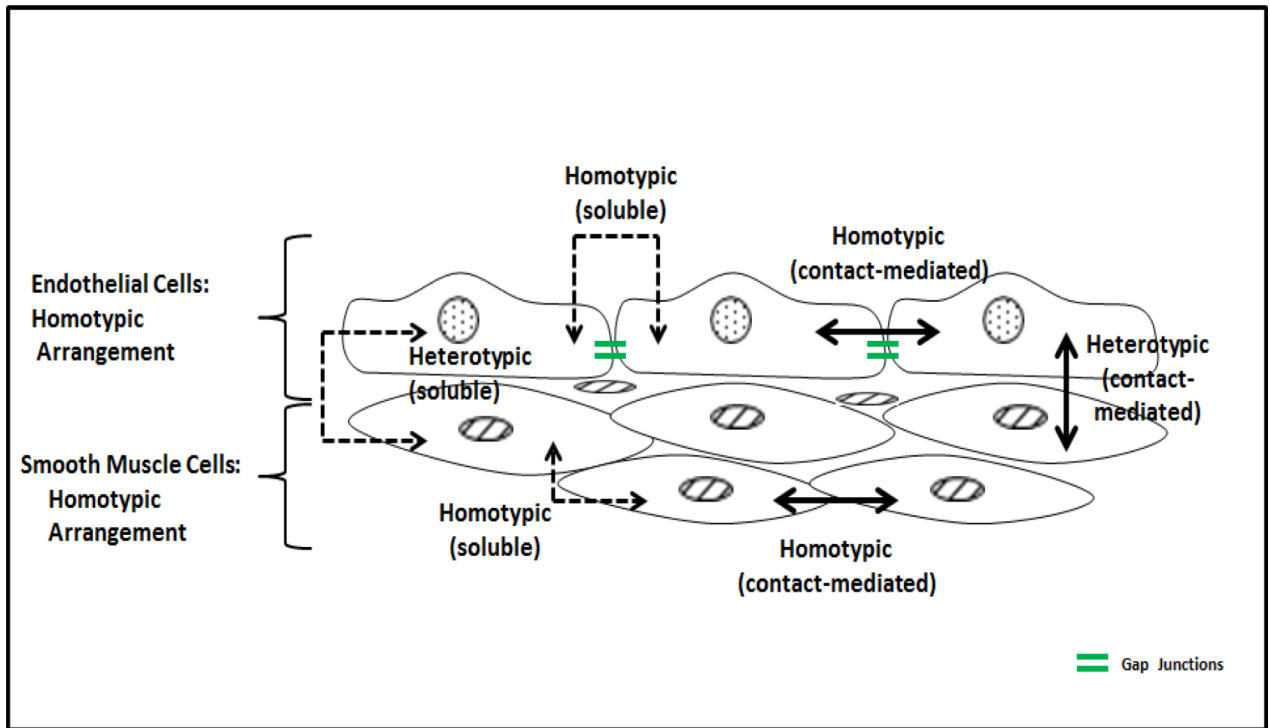 Homotypic
(soluble)
Homotypic
(contact-mediated)
Endothelial Cells:
Homotypic
Arrangement
Heterotypic
(soluble)
Heterotypic
(contact-
mediated)
Smooth Muscle Cells:
Homotypic
Arrangement
Homotypic
(soluble)
Homotypic
(contact-mediated)
Gap Junctions